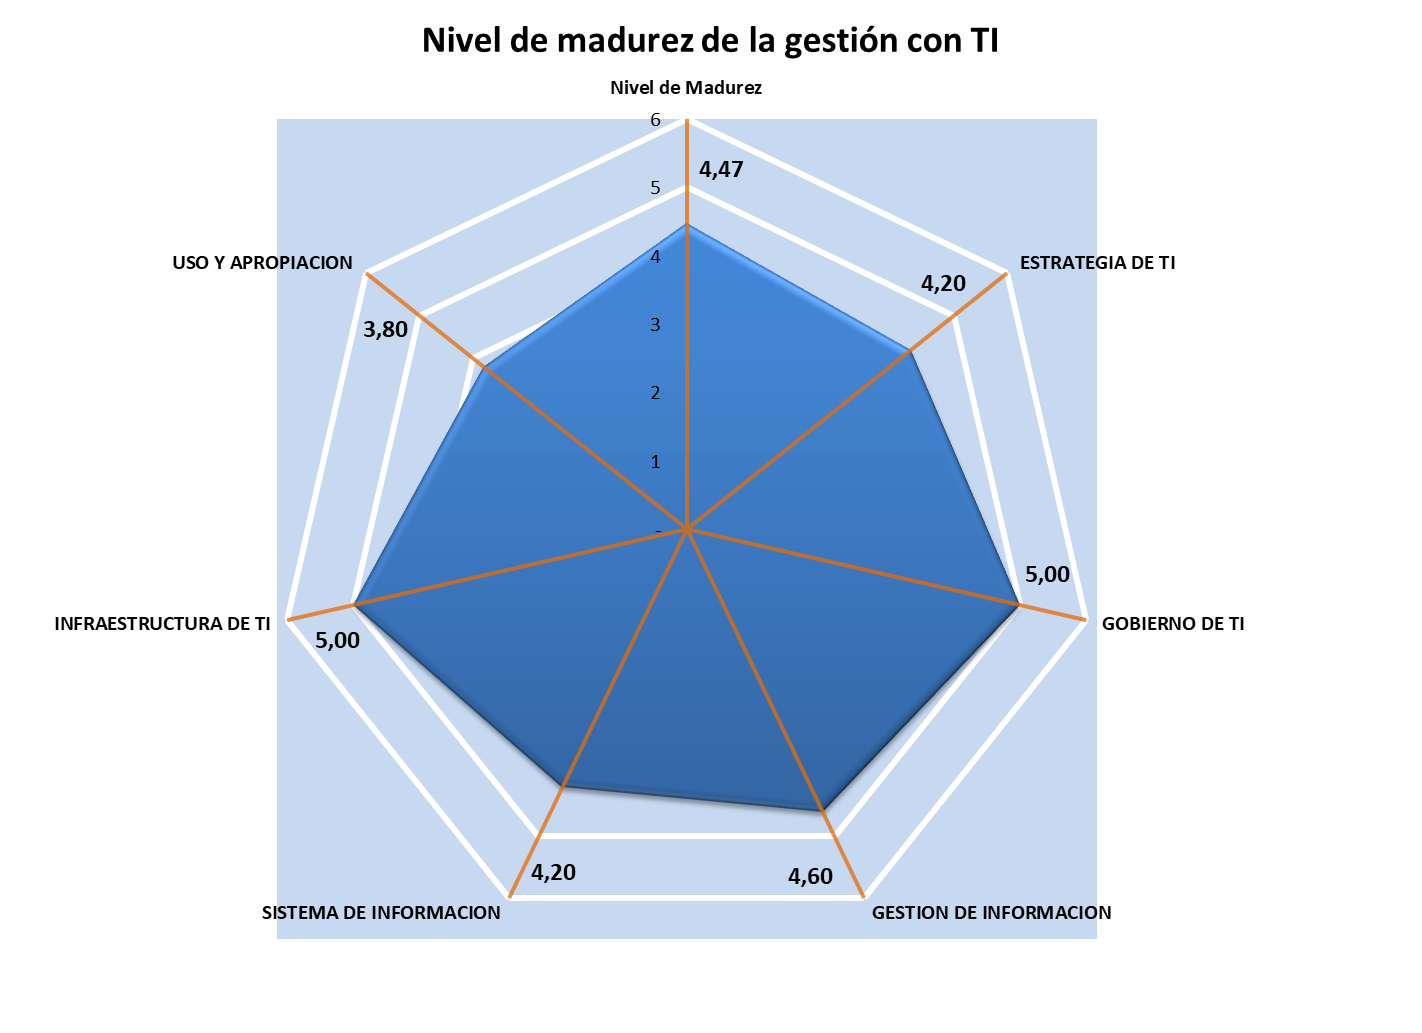 Nivel de madurez de la gestión con TI
Nivel de Madurez
6
4,47
5
USO Y APROPIACION
4
ESTRATEGIA DE TI
4,20
3,80
3
2
1
-
5,00
INFRAESTRUCTURA DE TI
GOBIERNO DE TI
5,00
4,20
4,60
SISTEMA DE INFORMACION
GESTION DE INFORMACION